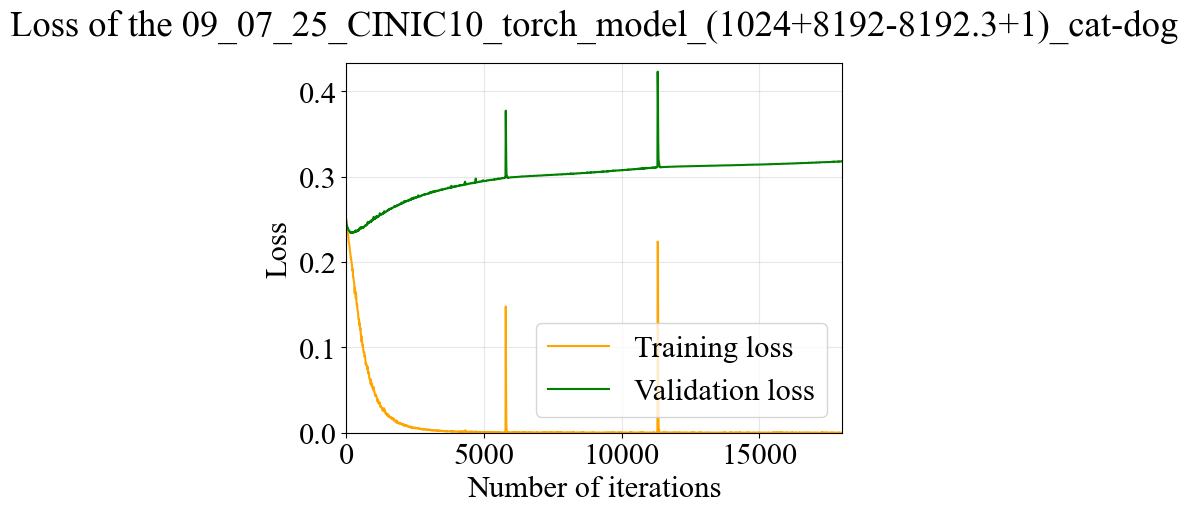 Loss of the 09_07_25_CINIC10_torch_model_(1024+8192-8192.3+1)_cat-dog
0.4
0.3
0.2
0.1
0.0
Loss
Training loss
Validation loss
0 5000 10000 15000
Number of iterations